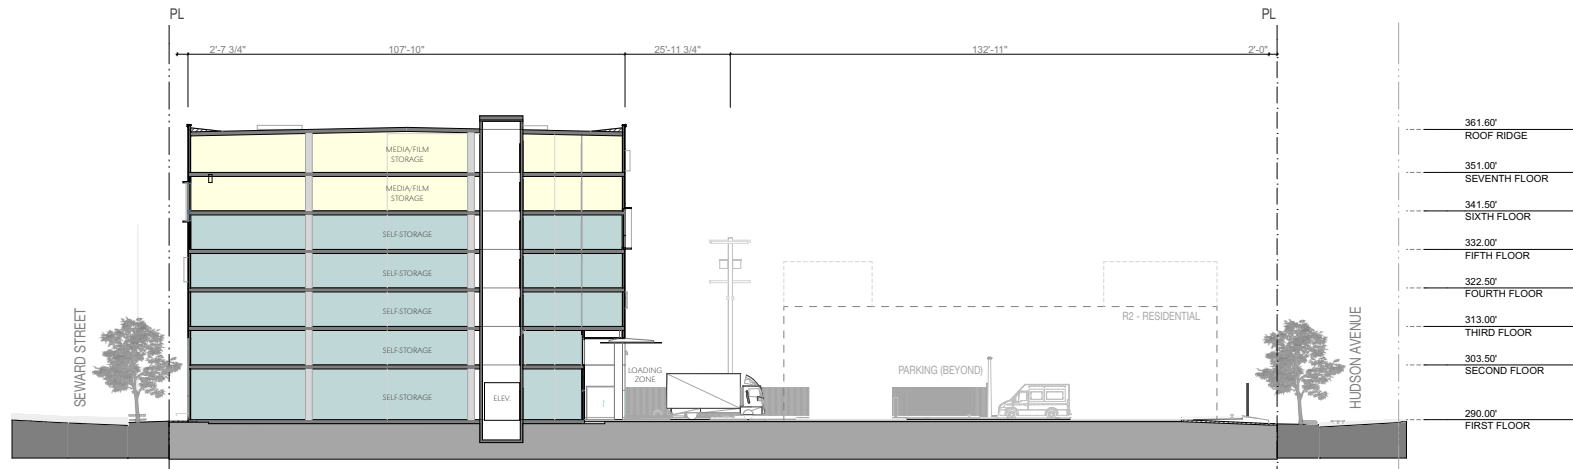 PL
PL
2'-7 3/4"
107'-10"
25'-11 3/4"
132'-11"
2'-0"
361.60'
ROOF RIDGE
MEDIA/FILM
STORAGE
351.00'
SEVENTH FLOOR
MEDIA/FILM
STORAGE
341.50'
SIXTH FLOOR
SELF-STORAGE
332.00'
FIFTH FLOOR
SELF-STORAGE
322.50'
FOURTH FLOOR
SELF-STORAGE
R2 - RESIDENTIAL
313.00'
THIRD FLOOR
SELF-STORAGE
SEWARD STREET
HUDSON AVENUE
303.50'
SECOND FLOOR
LOADING
ZONE
PARKING (BEYOND)
SELF-STORAGE
ELEV.
290.00'
FIRST FLOOR